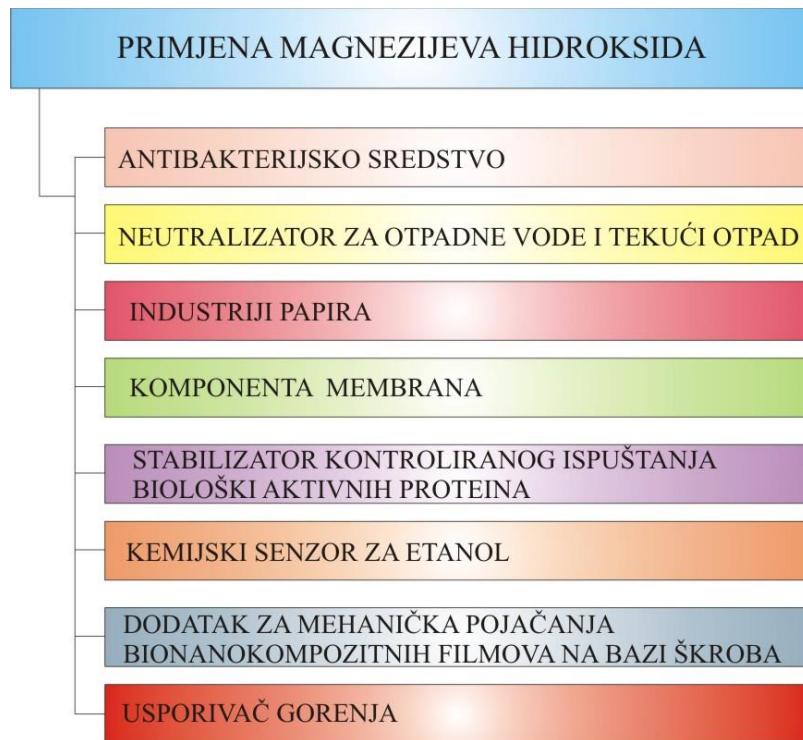 PRIMJENA MAGNEZIJEVA HIDROKSIDA
ANTIBAKTERIJSKO SREDSTVO
NEUTRALIZATOR ZA OTPADNE VODE I TEKUĆI OTPAD
INDUSTRIJI PAPIRA
KOMPONENTA MEMBRANA
STABILIZATOR KONTROLIRANOG ISPUŠTANJA
BIOLOŠKI AKTIVNIH PROTEINA
KEMIJSKI SENZOR ZA ETANOL
DODATAK ZA MEHANIČKA POJAČANJA
BIONANOKOMPOZITNIH FILMOVA NA BAZI ŠKROBA
USPORIVAČ GORENJA